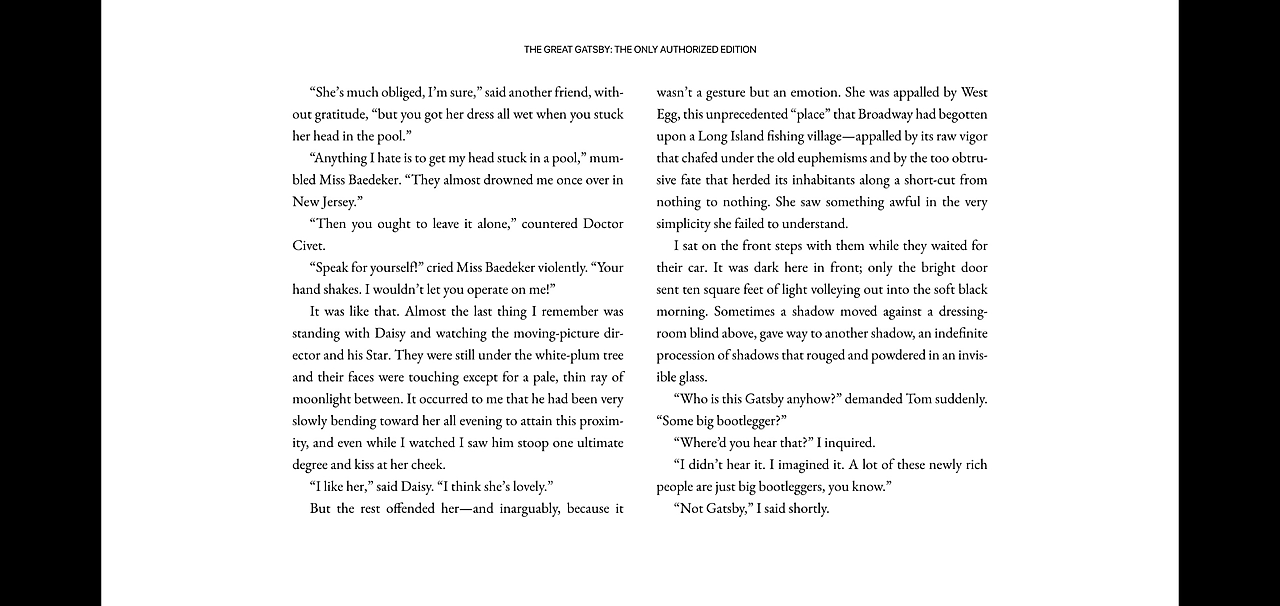 THE GREAT GATSBY: THE ONLY AUTHORIZED EDITION
“She’s much obliged, I’m sure,” said another friend, with-
out gratitude, “but you got her dress all wet when you stuck
her head in the pool.”
“Anything I hate is to get my head stuck in a pool,” mum-
bled Miss Baedeker. “They almost drowned me once over in
New Jersey.”
“Then you ought to leave it alone,” countered Doctor
Civet.
“Speak for yourself!” cried Miss Baedeker violently. “Your
hand shakes. I wouldn’t let you operate on me!”
It was like that. Almost the last thing I remember was
standing with Daisy and watching the moving-picture dir-
ector and his Star. They were still under the white-plum tree
and their faces were touching except for a pale, thin ray of
moonlight between. It occurred to me that he had been very
slowly bending toward her all evening to attain this proxim-
ity, and even while I watched I saw him stoop one ultimate
degree and kiss at her cheek.
“I like her,” said Daisy. “I think she’s lovely.”
But the rest offended her—and inarguably, because it
wasn’t a gesture but an emotion. She was appalled by West
Egg, this unprecedented “place” that Broadway had begotten
upon a Long Island fishing village—appalled by its raw vigor
that chafed under the old euphemisms and by the too obtru-
sive fate that herded its inhabitants along a short-cut from
nothing to nothing. She saw something awful in the very
simplicity she failed to understand.
I sat on the front steps with them while they waited for
their car. It was dark here in front; only the bright door
sent ten square feet of light volleying out into the soft black
morning. Sometimes a shadow moved against a dressing-
room blind above, gave way to another shadow, an indefinite
procession of shadows that rouged and powdered in an invis-
ible glass.
“Who is this Gatsby anyhow?” demanded Tom suddenly.
“Some big bootlegger?”
“Where’d you hear that?” I inquired.
“I didn’t hear it. I imagined it. A lot of these newly rich
people are just big bootleggers, you know.”
“Not Gatsby,” I said shortly.